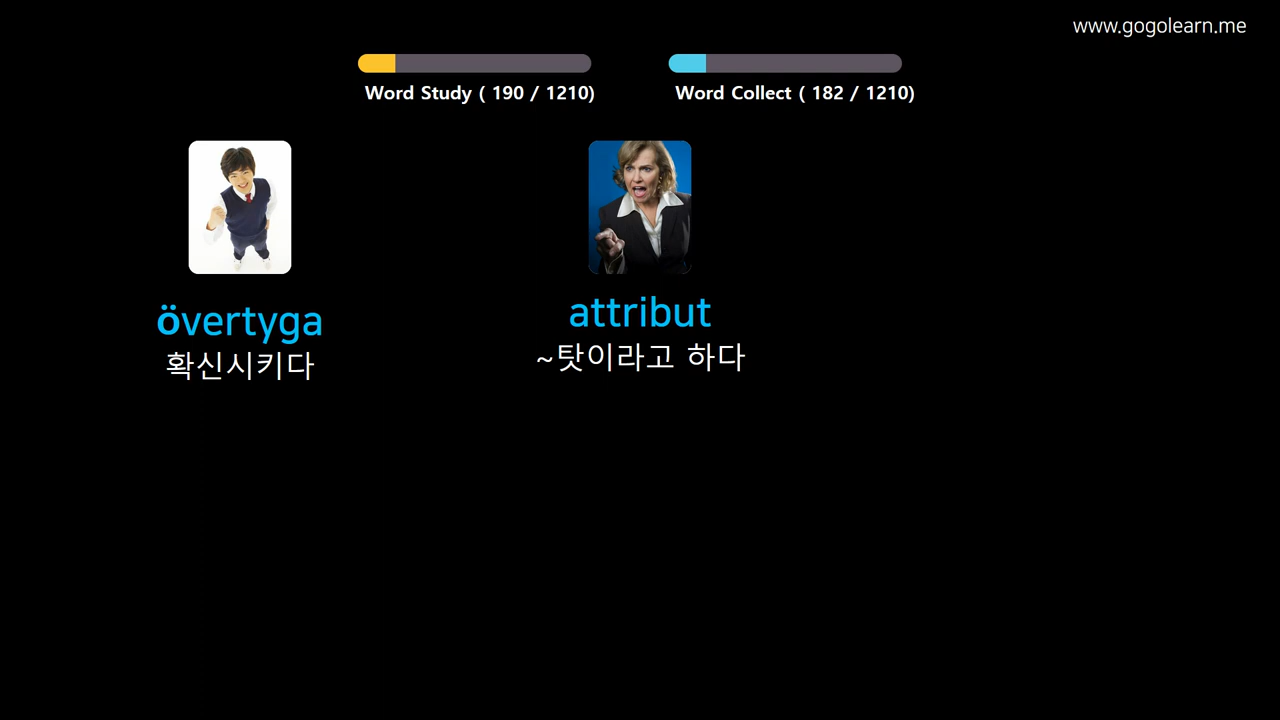 www.gogolearn.me
Word Study ( 190 / 1210)
Word Collect ( 182 / 1210)
övertyga
확신시키다
attribut
~탓이라고 하다